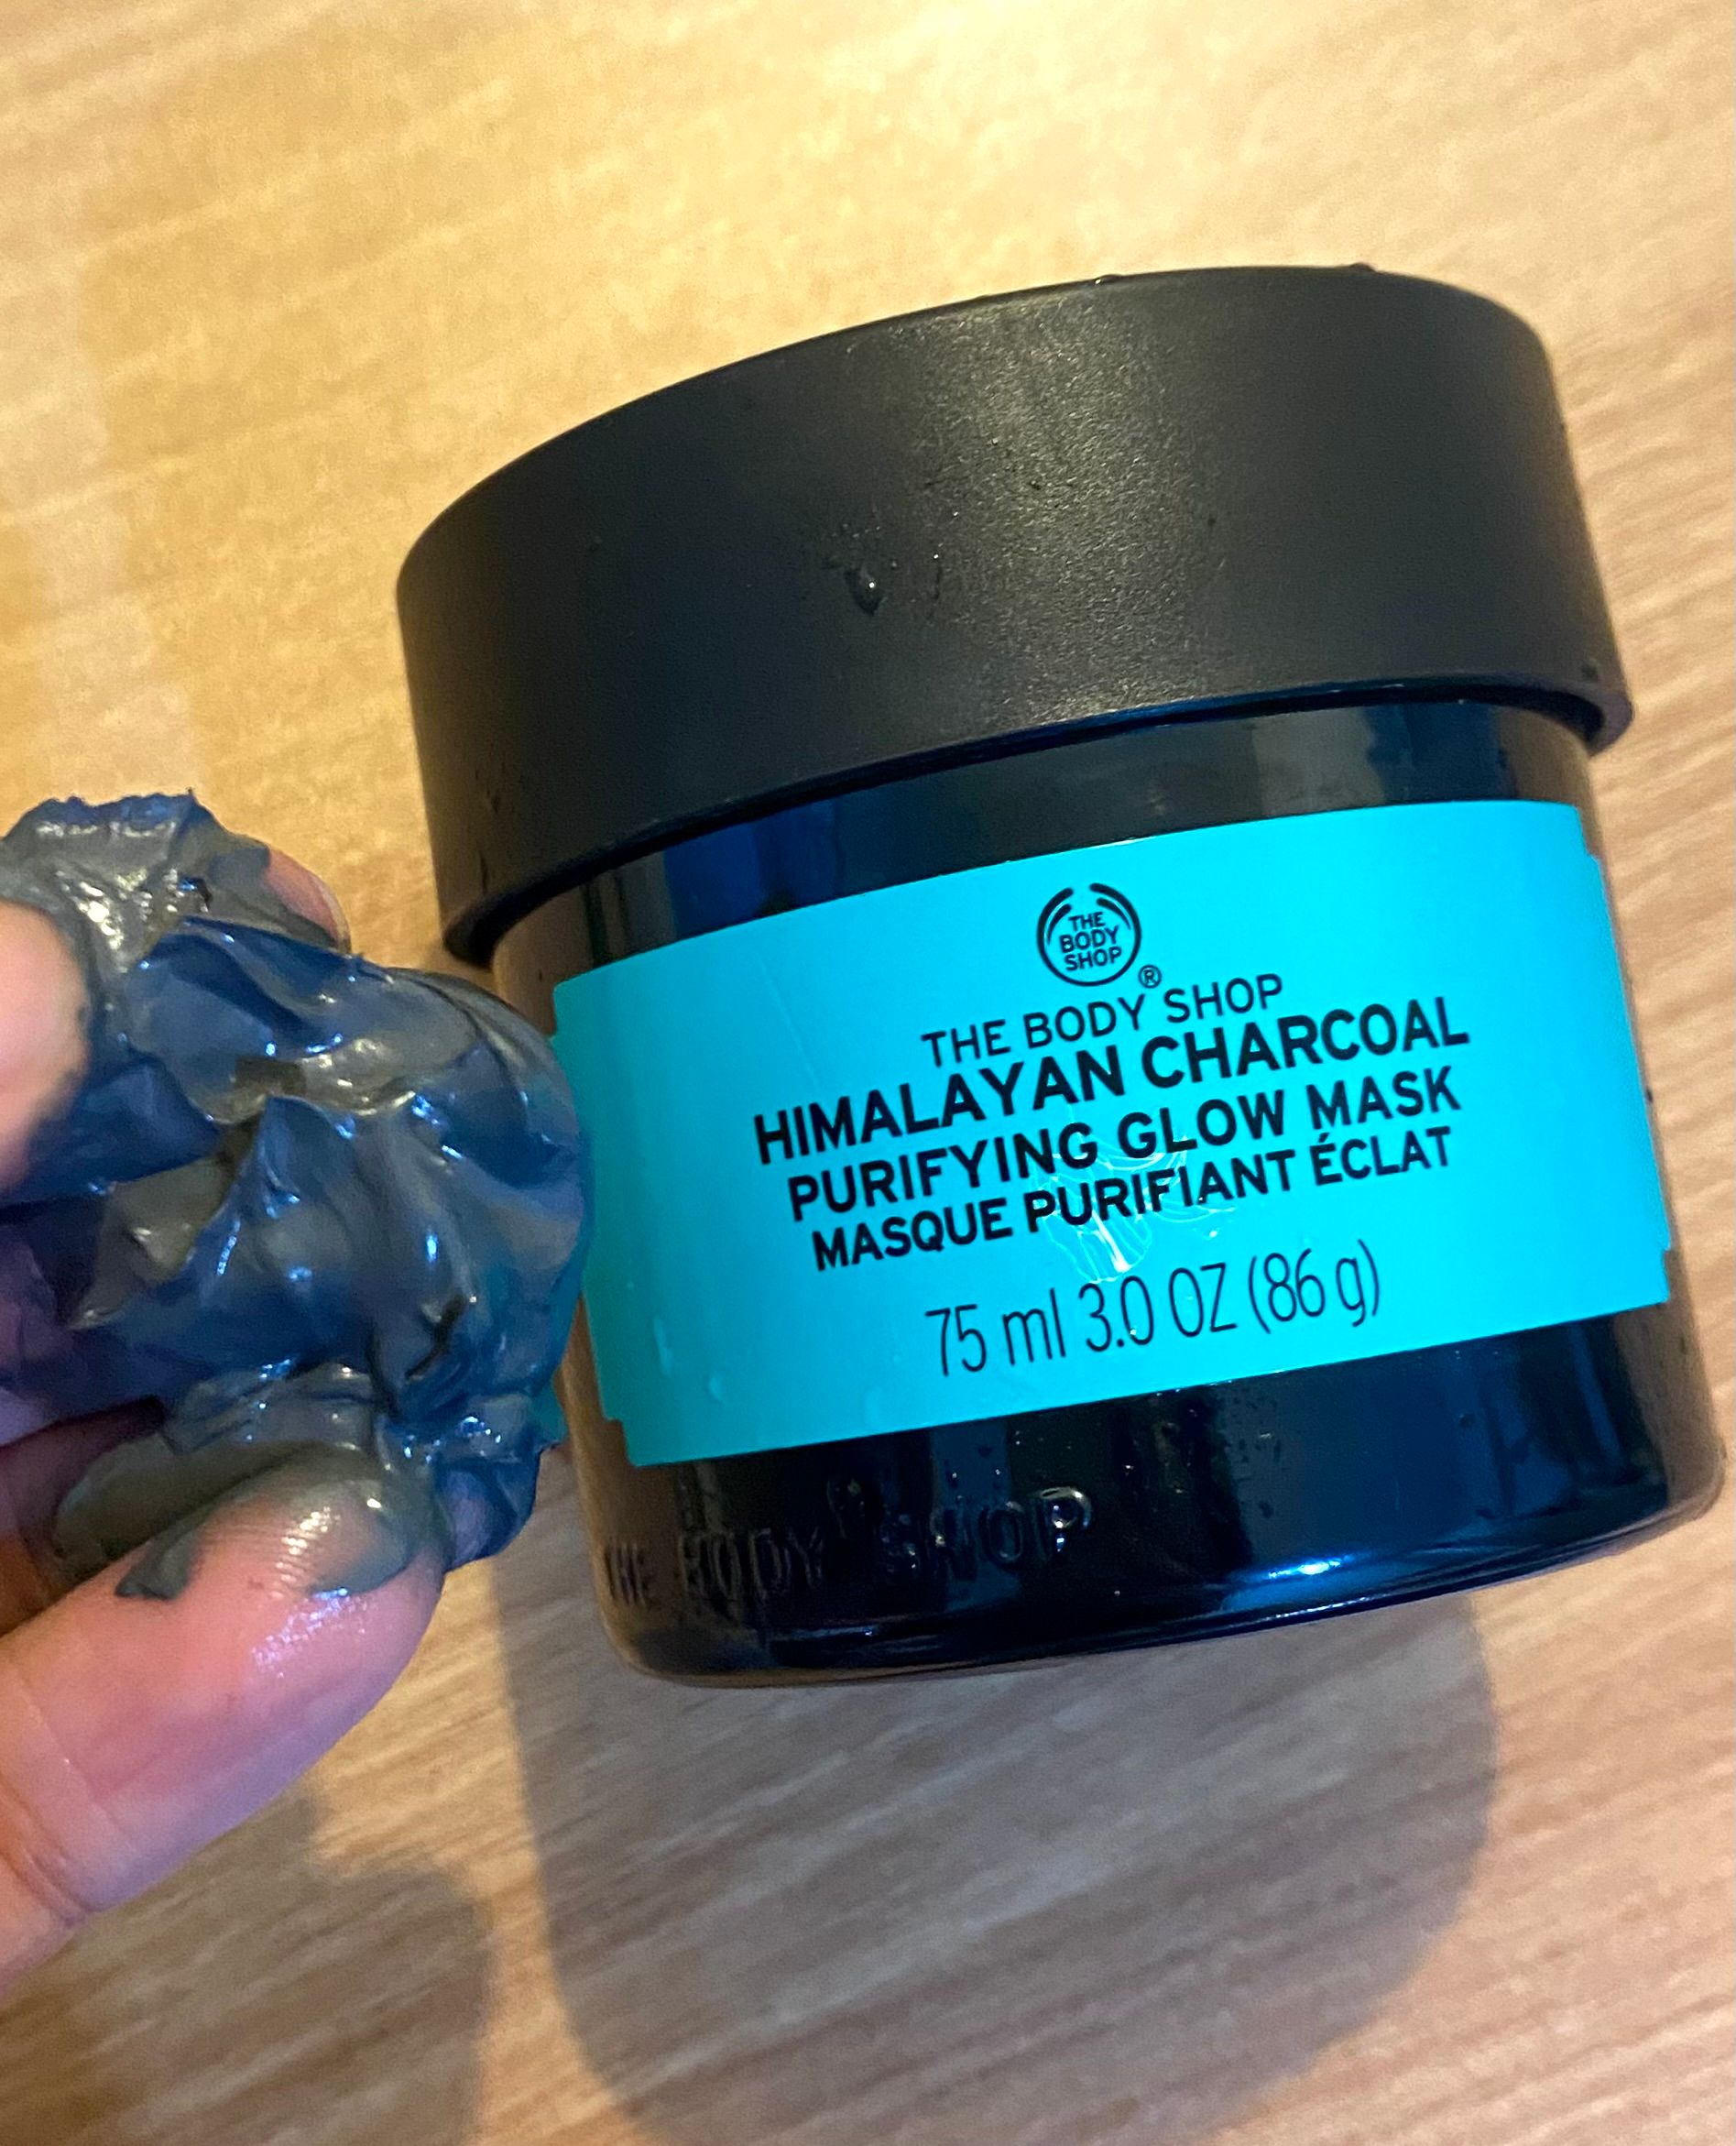 THE
BODY
SHOP
®
THE BODY SHOP
HIMALAYAN CHARCOAL
PURIFYING GLOW MASK
MASQUE PURIFIANT ÉCLAT
75 ml 3.0 OZ (86 g)
THE BODY SHOP